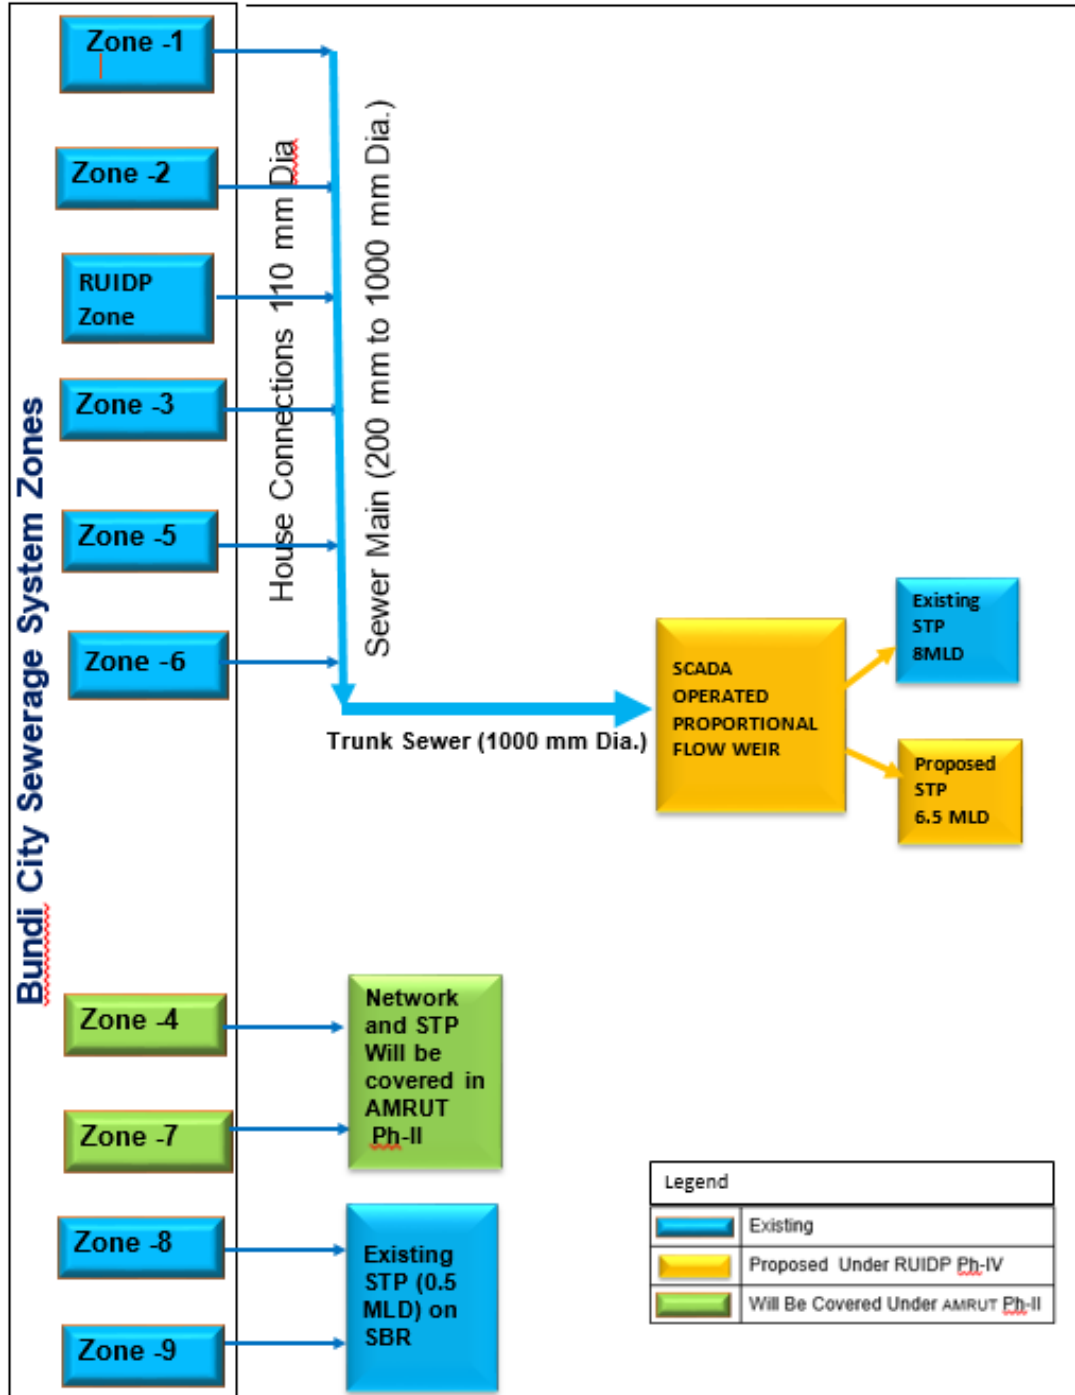 Bundi City Sewerage System Zones
Zone -1
Zone -2
RUIDP
Zone
Zone -3
Zone -5
Zone -6
Zone -4
Zone -7
Zone -8
Zone -9
House Connections 110 mm Dia
Sewer Main (200 mm to 1000 mm Dia.)
Trunk Sewer (1000 mm Dia.)
SCADA
OPERATED
PROPORTIONAL
FLOW WEIR
Existing
STP
8MLD
Proposed
STP
6.5 MLD
Network
and STP
Will be
covered in
AMRUT
Ph-II
Existing
STP (0.5
MLD) on
SBR
Legend
Existing
Proposed Under RUIDP Ph-IV
Will Be Covered Under AMRUT Ph-II